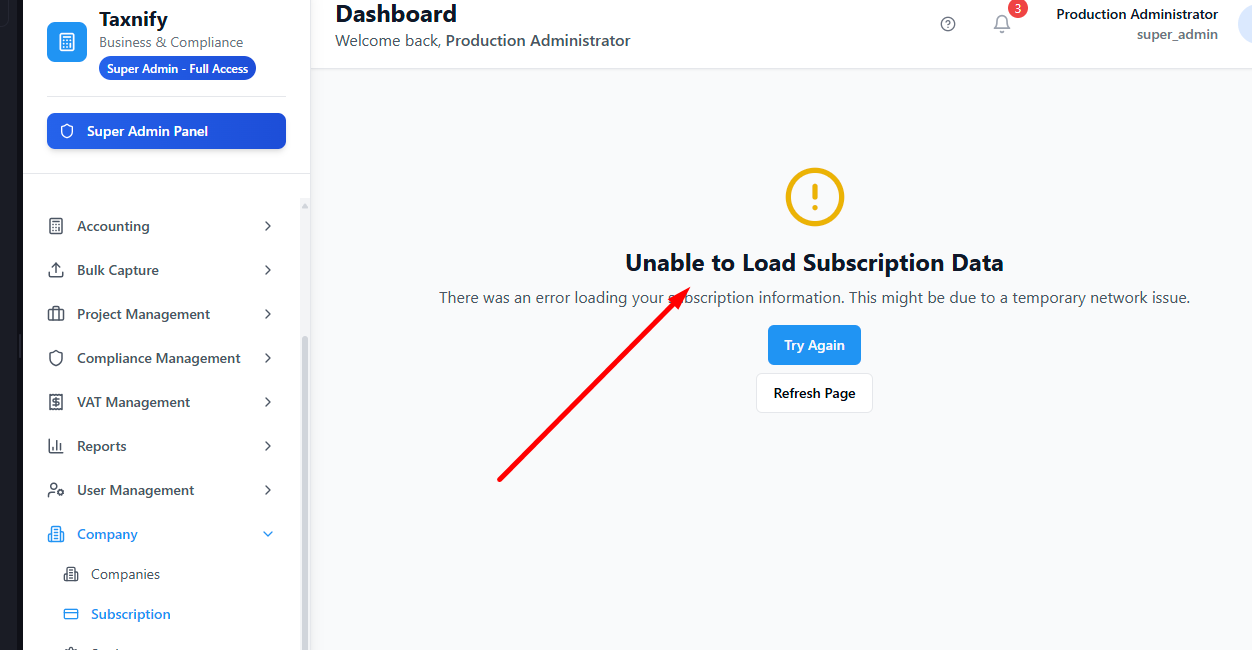 Taxnify
Business & Compliance
Super Admin - Full Access
Super Admin Panel
Accounting
Bulk Capture
Project Management
Compliance Management
VAT Management
Reports
User Management
Company
Companies
Subscription
Dashboard
Welcome back, Production Administrator
3
Production Administrator
super_admin
Unable to Load Subscription Data
There was an error loading your subscription information. This might be due to a temporary network issue.
Try Again
Refresh Page